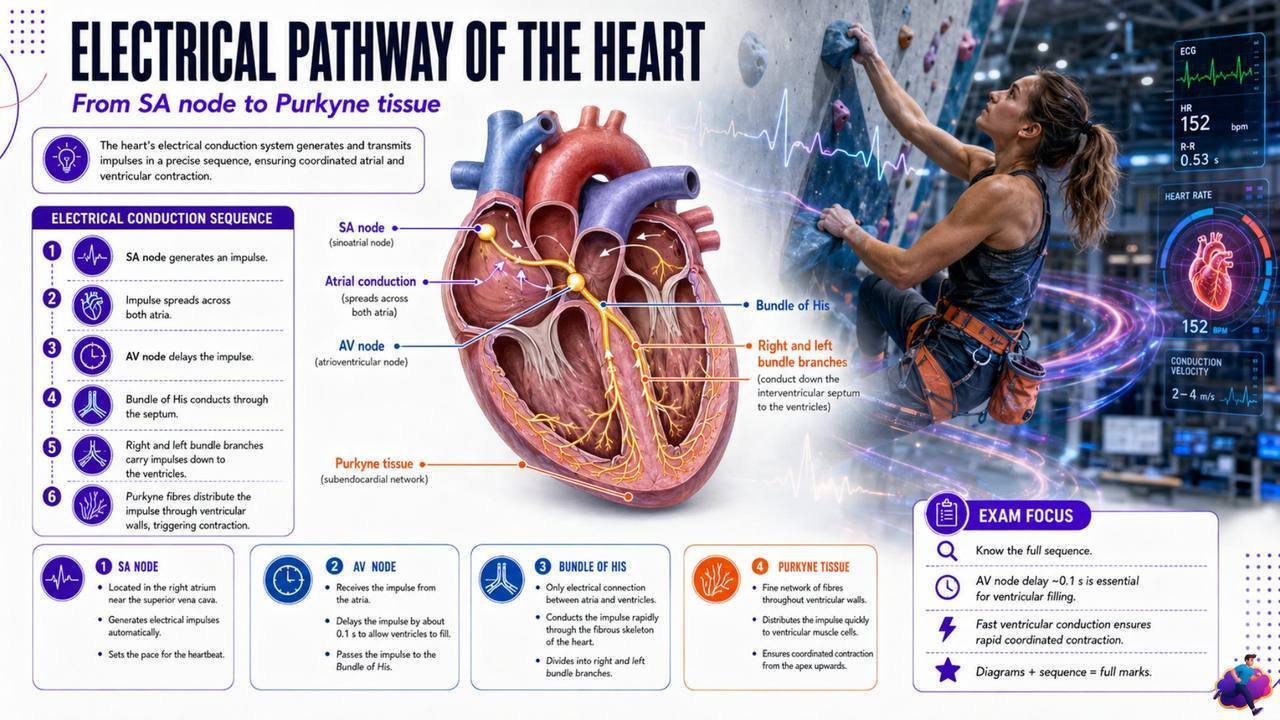 ELECTRICAL PATHWAY OF THE HEART
From SA node to Purkyne tissue
The heart's electrical conduction system generates and transmits
impulses in a precise sequence, ensuring coordinated atrial and
ventricular contraction.
ELECTRICAL CONDUCTION SEQUENCE
1
SA node generates an impulse.
2
Impulse spreads across
both atria.
3
AV node delays the impulse.
4
Bundle of His conducts through
the septum.
5
Right and left bundle branches
carry impulses down to
the ventricles.
6
Purkyne fibres distribute the
impulse through ventricular
walls, triggering contraction.
SA node
(sinoatrial node)
Atrial conduction
(spreads across
both atria)
AV node
(atrioventricular node)
Purkyne tissue
(subendocardial network)
Bundle of His
Right and left
bundle branches
(conduct down the
interventricular septum
to the ventricles)
ECG
HR
152 bpm
R-R
0.53 s
HEART RATE
152 BPM
CONDUCTION
VELOCITY
2–4 m/s
1 SA NODE
• Located in the right atrium
near the superior vena cava.
• Generates electrical impulses
automatically.
• Sets the pace for the heartbeat.
2 AV NODE
• Receives the impulse from
the atria.
• Delays the impulse by about
0.1 s to allow ventricles to fill.
• Passes the impulse to the
Bundle of His.
3 BUNDLE OF HIS
• Only electrical connection
between atria and ventricles.
• Conducts the impulse rapidly
through the fibrous skeleton
of the heart.
• Divides into right and left
bundle branches.
4 PURKYNE TISSUE
• Fine network of fibres
throughout ventricular walls.
• Distributes the impulse quickly
to ventricular muscle cells.
• Ensures coordinated contraction
from the apex upwards.
EXAM FOCUS
Know the full sequence.
AV node delay ~0.1 s is essential
for ventricular filling.
Fast ventricular conduction ensures
rapid coordinated contraction.
Diagrams + sequence = full marks.